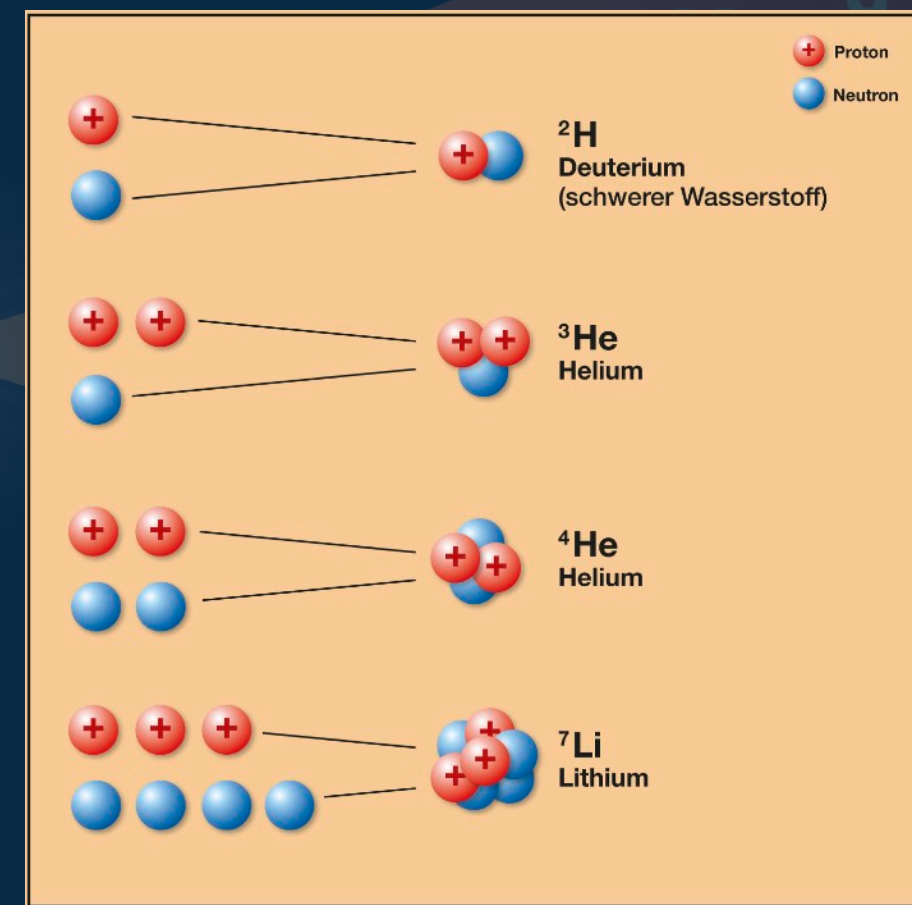 + Proton
+ Neutron
+
+
²H
Deuterium
(schwerer Wasserstoff)
+ +
+ +
³He
Helium
+ +
+ +
⁴He
Helium
+ + +
+
+
+
⁷Li
Lithium